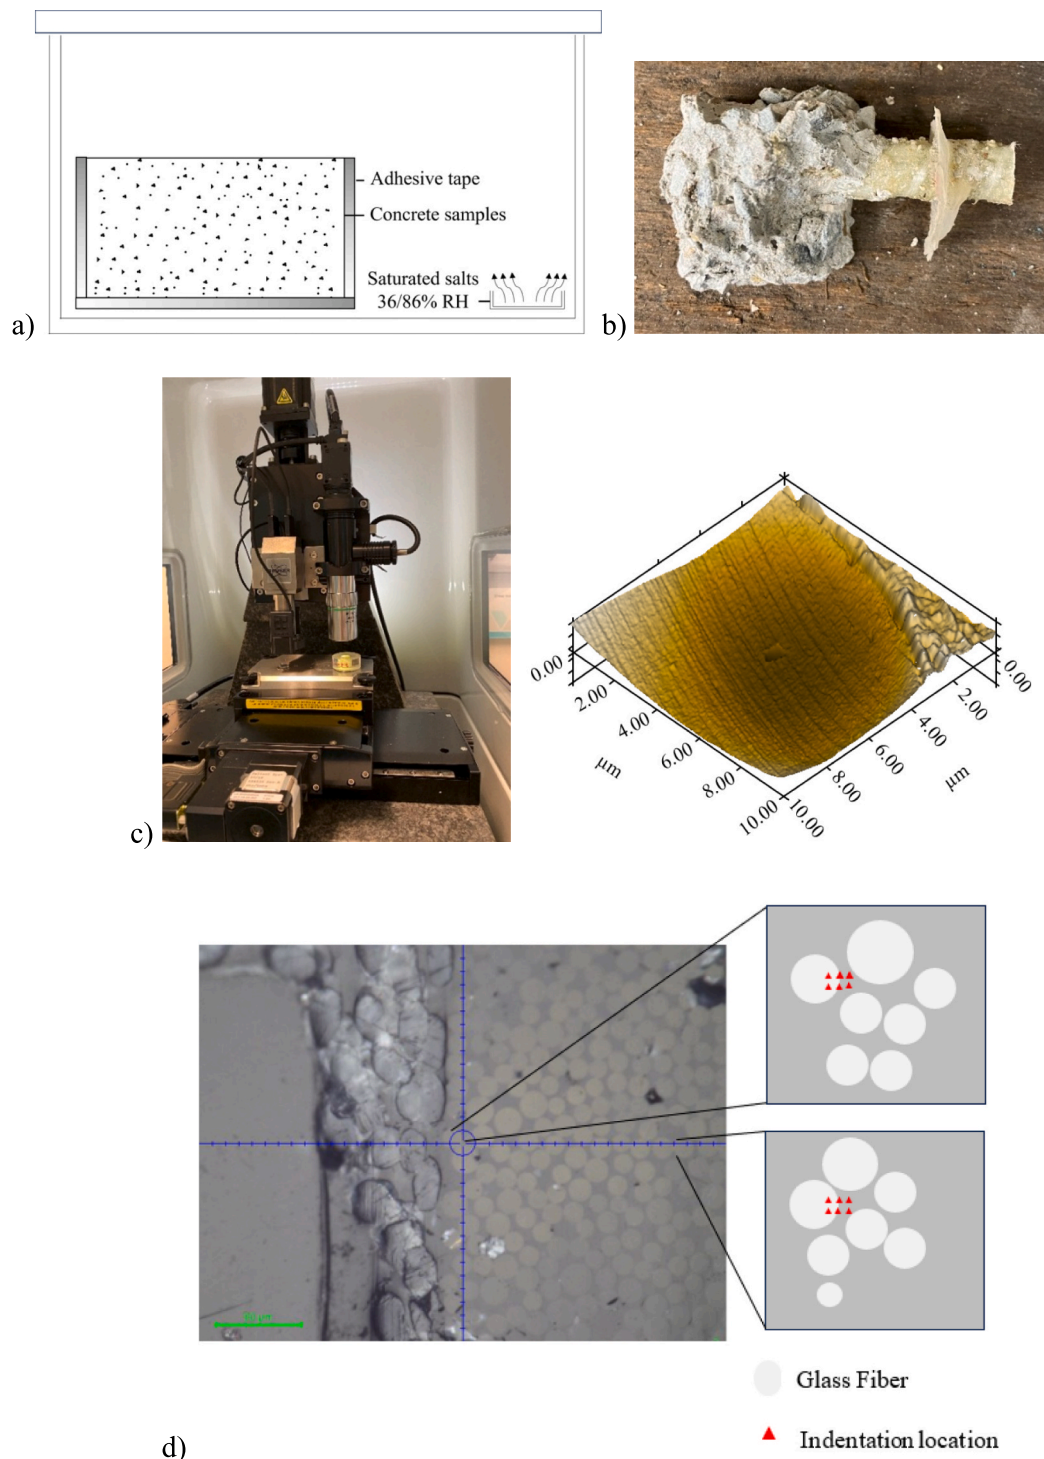 Adhesive tape
Concrete samples
Saturated salts
36/86% RH
a)
b)
c)
0.00
2.00
4.00
6.00
8.00
10.00
µm
0.00
2.00
4.00
6.00
8.00
10.00
µm
d)
Glass Fiber
Indentation location